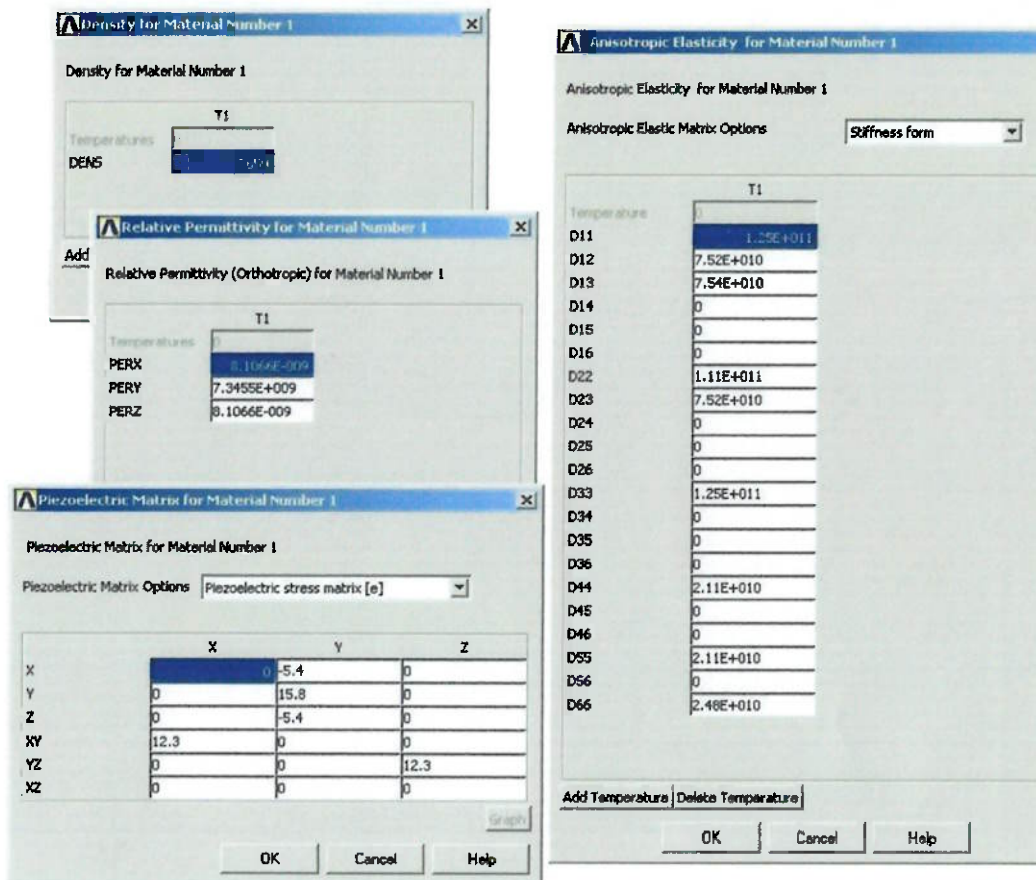 Density for Material Number 1
Density for Material Number 1
T1
Temperatures
DENS
Add
Relative Permittivity for Material Number 1
Relative Permittivity (Orthotropic) for Material Number 1
T1
Temperatures 0
PERX 8.1066E-009
PERY 7.3455E+009
PERZ 8.1066E-009
Piezoelectric Matrix for Material Number 1
Piezoelectric Matrix for Material Number 1
Piezoelectric Matrix Options Piezoelectric stress matrix [e]
X Y Z
X 0 -5.4 0
Y 0 15.8 0
Z 0 -5.4 0
XY 12.3 0 0
YZ 0 0 12.3
XZ 0 0 0
Graph
OK Cancel Help
Anisotropic Elasticity for Material Number 1
Anisotropic Elasticity for Material Number 1
Anisotropic Elastic Matrix Options Stiffness form
T1
Temperature 0
D11 1.25E+011
D12 7.52E+010
D13 7.54E+010
D14 0
D15 0
D16 0
D22 1.11E+011
D23 7.52E+010
D24 0
D25 0
D26 0
D33 1.25E+011
D34 0
D35 0
D36 0
D44 2.11E+010
D45 0
D46 0
D55 2.11E+010
D56 0
D66 2.48E+010
Add Temperature Delete Temperature
OK Cancel Help